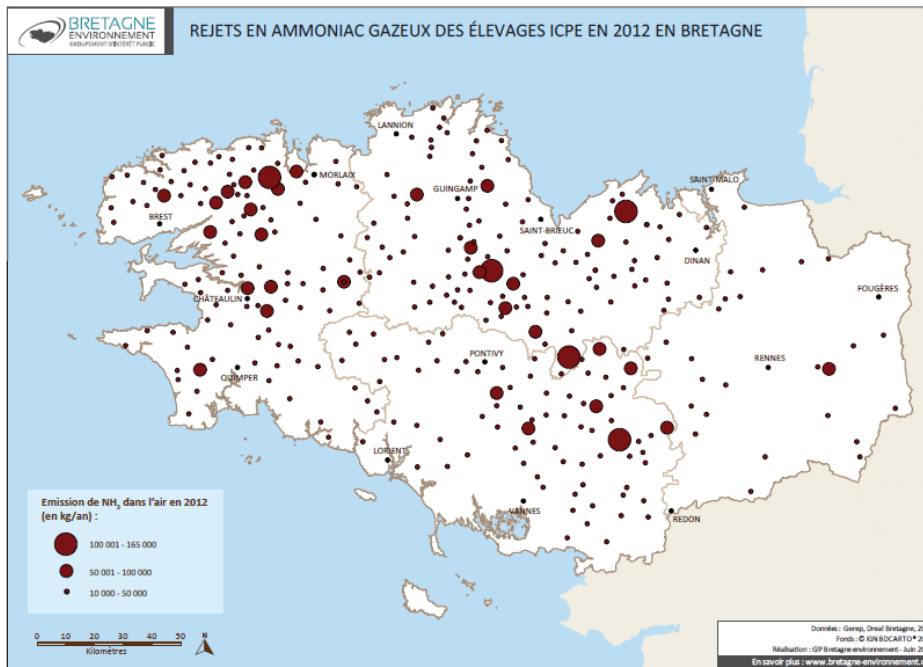 BRETAGNE
ENVIRONNEMENT
GROUPEMENT D'INTÉRÊT PUBLIC
REJETS EN AMMONIAC GAZEUX DES ÉLEVAGES ICPE EN 2012 EN BRETAGNE
LANNION
MORLAIX
GUINGAMP
SAINT-MALO
BREST
SAINT-BRIEUC
DINAN
CHÂTEAULIN
FOUGÈRES
PONTIVY
RENNES
QUIMPER
LORIENT
VANNES
REDON
Emission de NH₃ dans l'air en 2012
(en kg/an) :
100 001 - 165 000
50 001 - 100 000
10 000 - 50 000
0 10 20 30 40 50
Kilomètres
N
Données : Gerep, Dreal Bretagne, 20
Fonds : © IGN BDCARTO® 2
Réalisation : GIP Bretagne environnement - Juin 2
En savoir plus : www.bretagne-environnement.